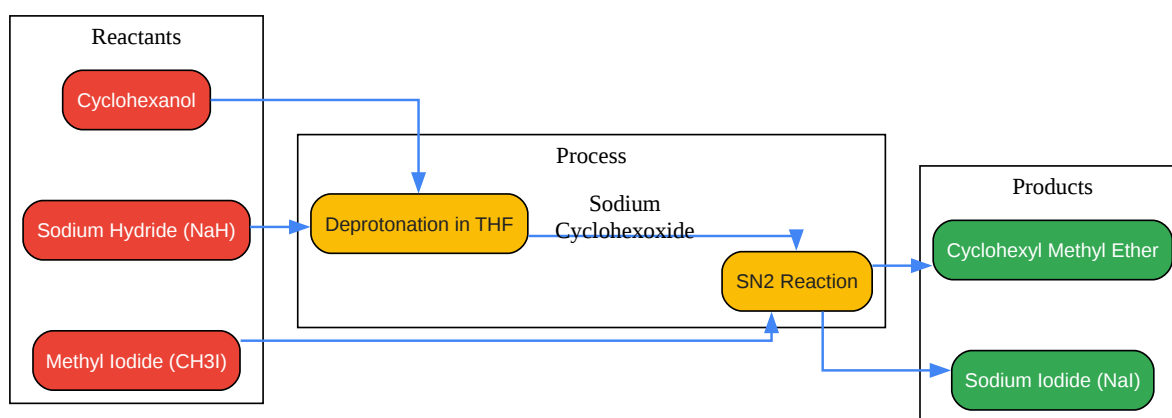 Reactants
Cyclohexanol
Sodium Hydride (NaH)
Methyl Iodide (CH3I)
Process
Deprotonation in THF
Sodium
Cyclohexoxide
SN2 Reaction
Products
Cyclohexyl Methyl Ether
Sodium Iodide (NaI)